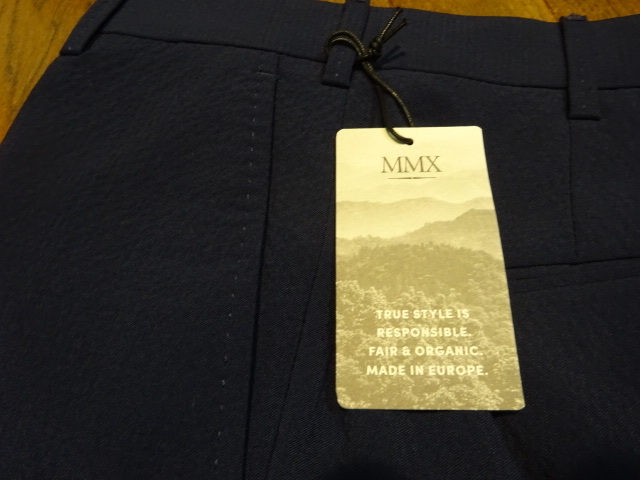 MMX
TRUE STYLE IS
RESPONSIBLE.
FAIR & ORGANIC.
MADE IN EUROPE.